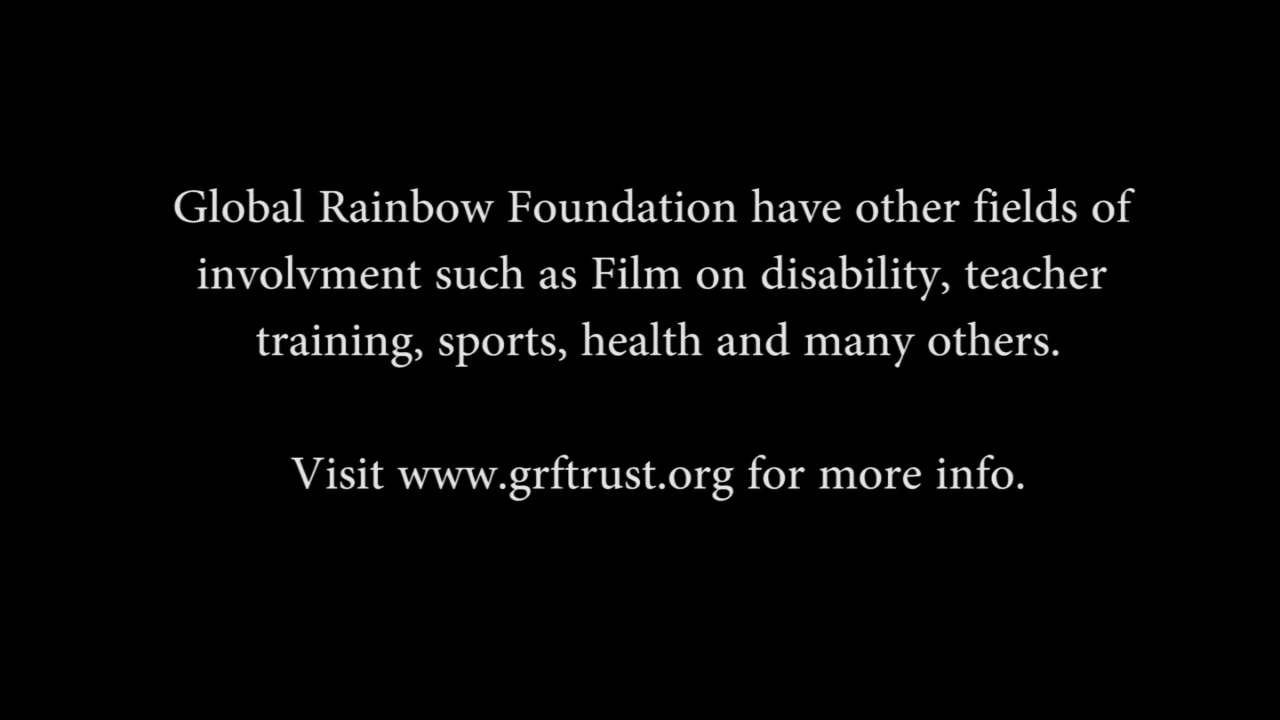 Global Rainbow Foundation have other fields of
involvment such as Film on disability, teacher
training, sports, health and many others.
Visit www.grftrust.org for more info.